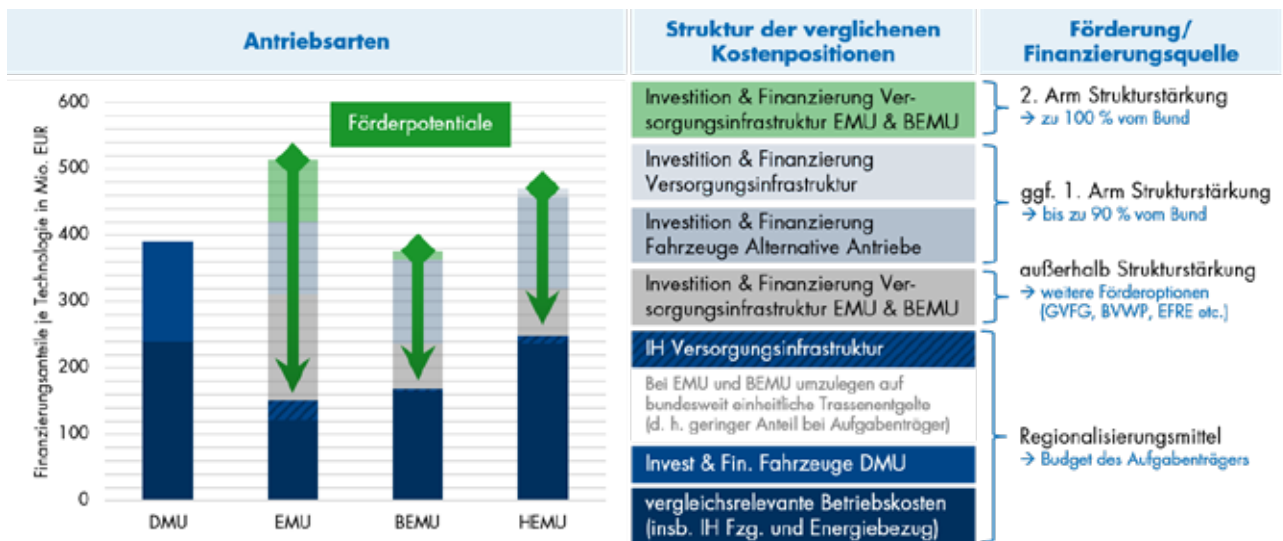 Antriebsarten
Struktur der verglichenen
Kostenpositionen
Förderung/
Finanzierungsquelle
Finanzierungsanteile je Technologie in Mio. EUR
600
500
400
300
200
100
0
Förderpotentiale
DMU
EMU
BEMU
HEMU
Investition & Finanzierung Ver-
sorgungsinfrastruktur EMU & BEMU
Investition & Finanzierung
Versorgungsinfrastruktur
Investition & Finanzierung
Fahrzeuge Alternative Antriebe
Investition & Finanzierung Ver-
sorgungsinfrastruktur EMU & BEMU
IH Versorgungsinfrastruktur
Bei EMU und BEMU umzulegen auf
bundesweit einheitliche Trassenentgelte
(d. h. geringer Anteil bei Aufgabenträger)
Invest & Fin. Fahrzeuge DMU
vergleichsrelevante Betriebskosten
(insb. IH Fzg. und Energiebezug)
2. Arm Strukturstärkung
→ zu 100 % vom Bund
ggf. 1. Arm Strukturstärkung
→ bis zu 90 % vom Bund
außerhalb Strukturstärkung
→ weitere Förderoptionen
(GVFG, BVWP, EFRE etc.)
Regionalisierungsmittel
→ Budget des Aufgabenträgers